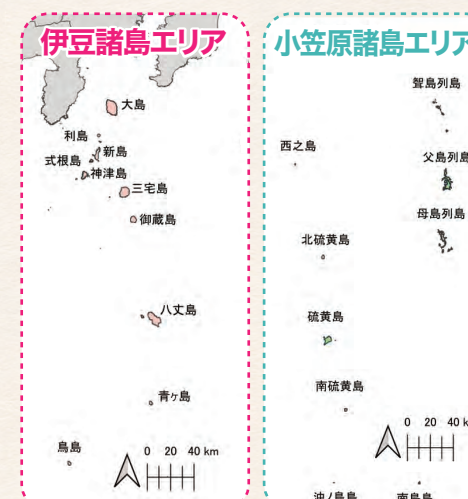 伊豆諸島エリア
大島
利島
新島
式根島
神津島
三宅島
御蔵島
八丈島
青ヶ島
鳥島
0 20 40 km
小笠原諸島エリア
聟島列島
西之島
父島列島
母島列島
北硫黄島
硫黄島
南硫黄島
0 20 40 k
沖ノ鳥島
南鳥島